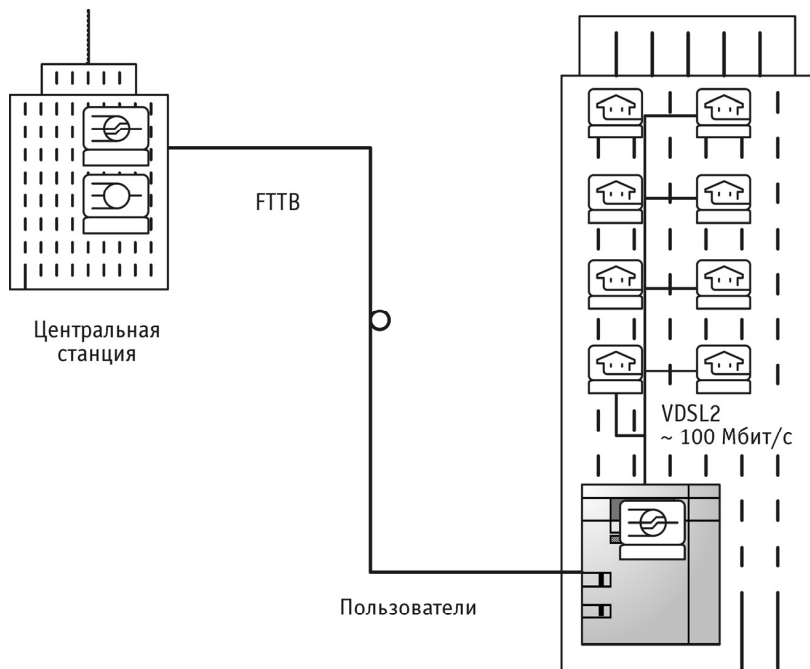 FTTB
Центральная
станция
VDSL2
~ 100 Мбит/с
Пользователи